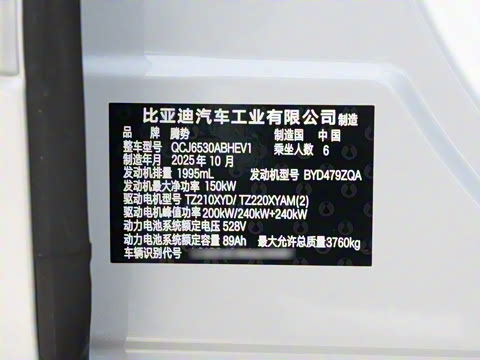 比亚迪汽车工业有限公司 制造
品 牌 腾势 制造国 中 国
整车型号 QCJ6530ABHEV1 乘坐人数 6
制造年月 2025年10月
发动机排量 1995mL 发动机型号 BYD479ZQA
发动机最大净功率 150kW
驱动电机型号 TZ210XYD/ TZ220XYAM(2)
驱动电机峰值功率 200kW/240kW+240kW
动力电池系统额定电压 528V
动力电池系统额定容量 89Ah 最大允许总质量 3760kg
车辆识别代号